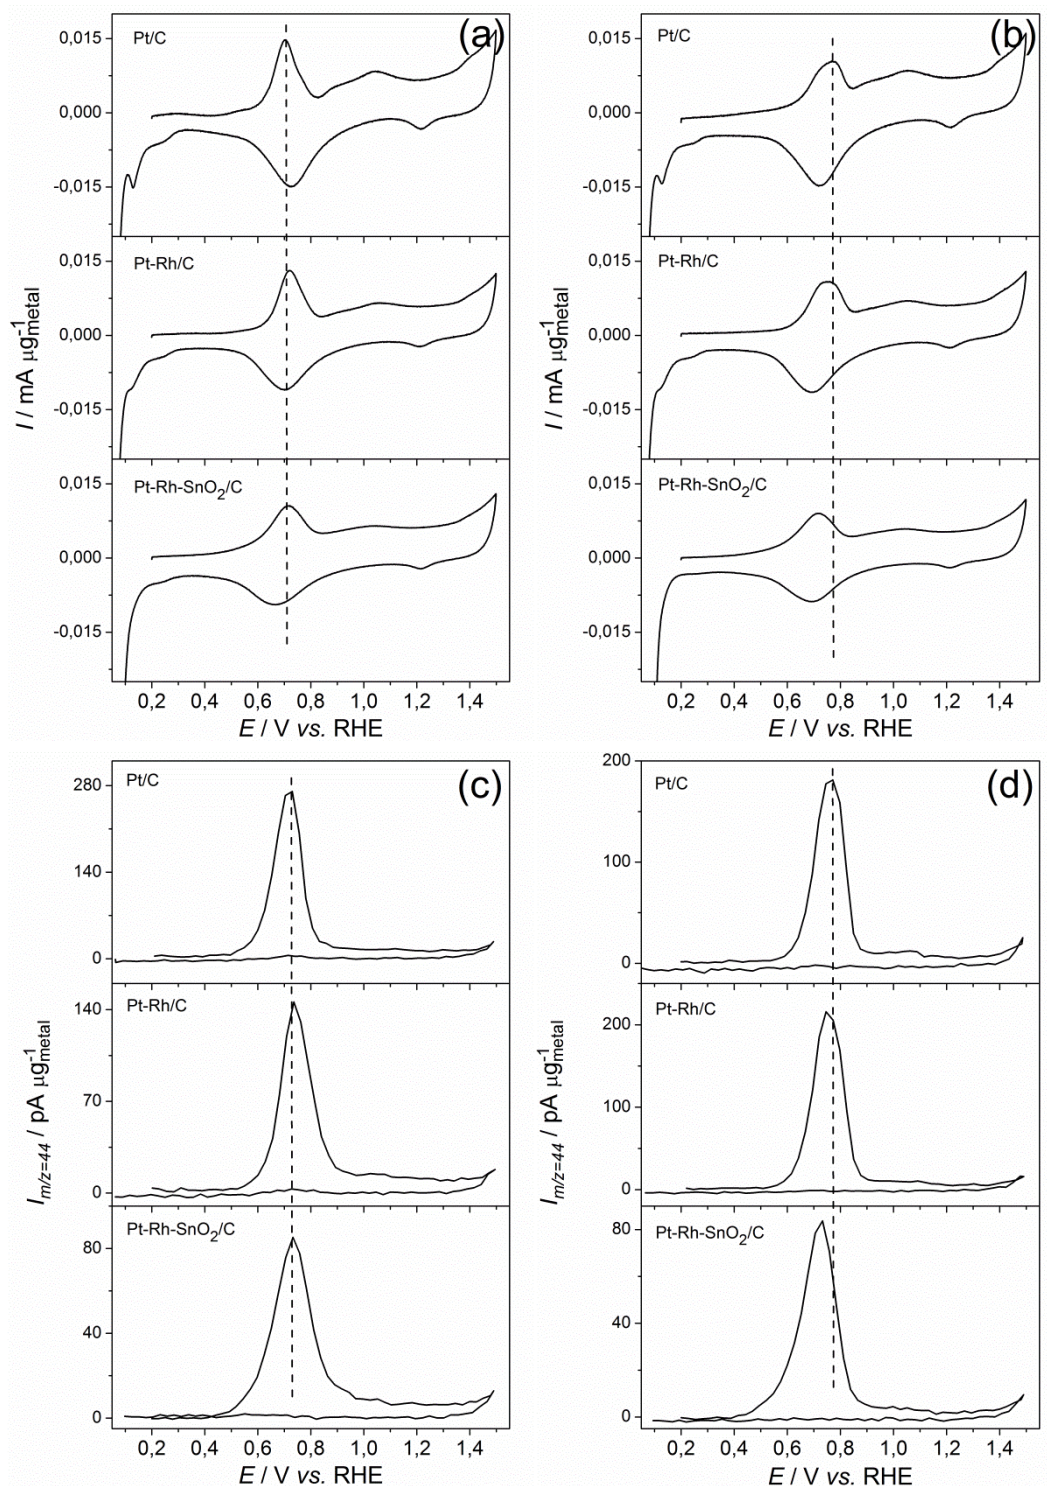 (a)
Pt/C
0,015
0,000
-0,015
Pt-Rh/C
0,015
0,000
-0,015
Pt-Rh-SnO2/C
0,015
0,000
-0,015
I / mA μg-1metal
0,2 0,4 0,6 0,8 1,0 1,2 1,4
E / V vs. RHE
(b)
Pt/C
0,015
0,000
-0,015
Pt-Rh/C
0,015
0,000
-0,015
Pt-Rh-SnO2/C
0,015
0,000
-0,015
I / mA μg-1metal
0,2 0,4 0,6 0,8 1,0 1,2 1,4
E / V vs. RHE
(c)
Pt/C
280
140
0
Pt-Rh/C
140
70
0
Pt-Rh-SnO2/C
80
40
0
Im/z=44 / pA μg-1metal
0,2 0,4 0,6 0,8 1,0 1,2 1,4
E / V vs. RHE
(d)
200
Pt/C
100
0
Pt-Rh/C
200
100
0
Pt-Rh-SnO2/C
80
40
0
Im/z=44 / pA μg-1metal
0,2 0,4 0,6 0,8 1,0 1,2 1,4
E / V vs. RHE